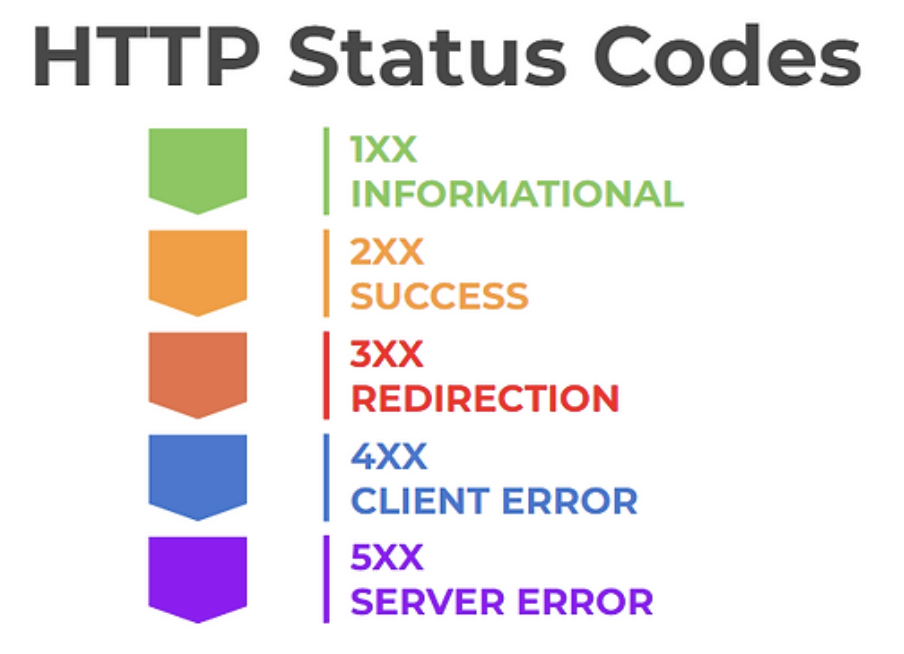 HTTP Status Codes
1XX
INFORMATIONAL
2XX
SUCCESS
3XX
REDIRECTION
4XX
CLIENT ERROR
5XX
SERVER ERROR